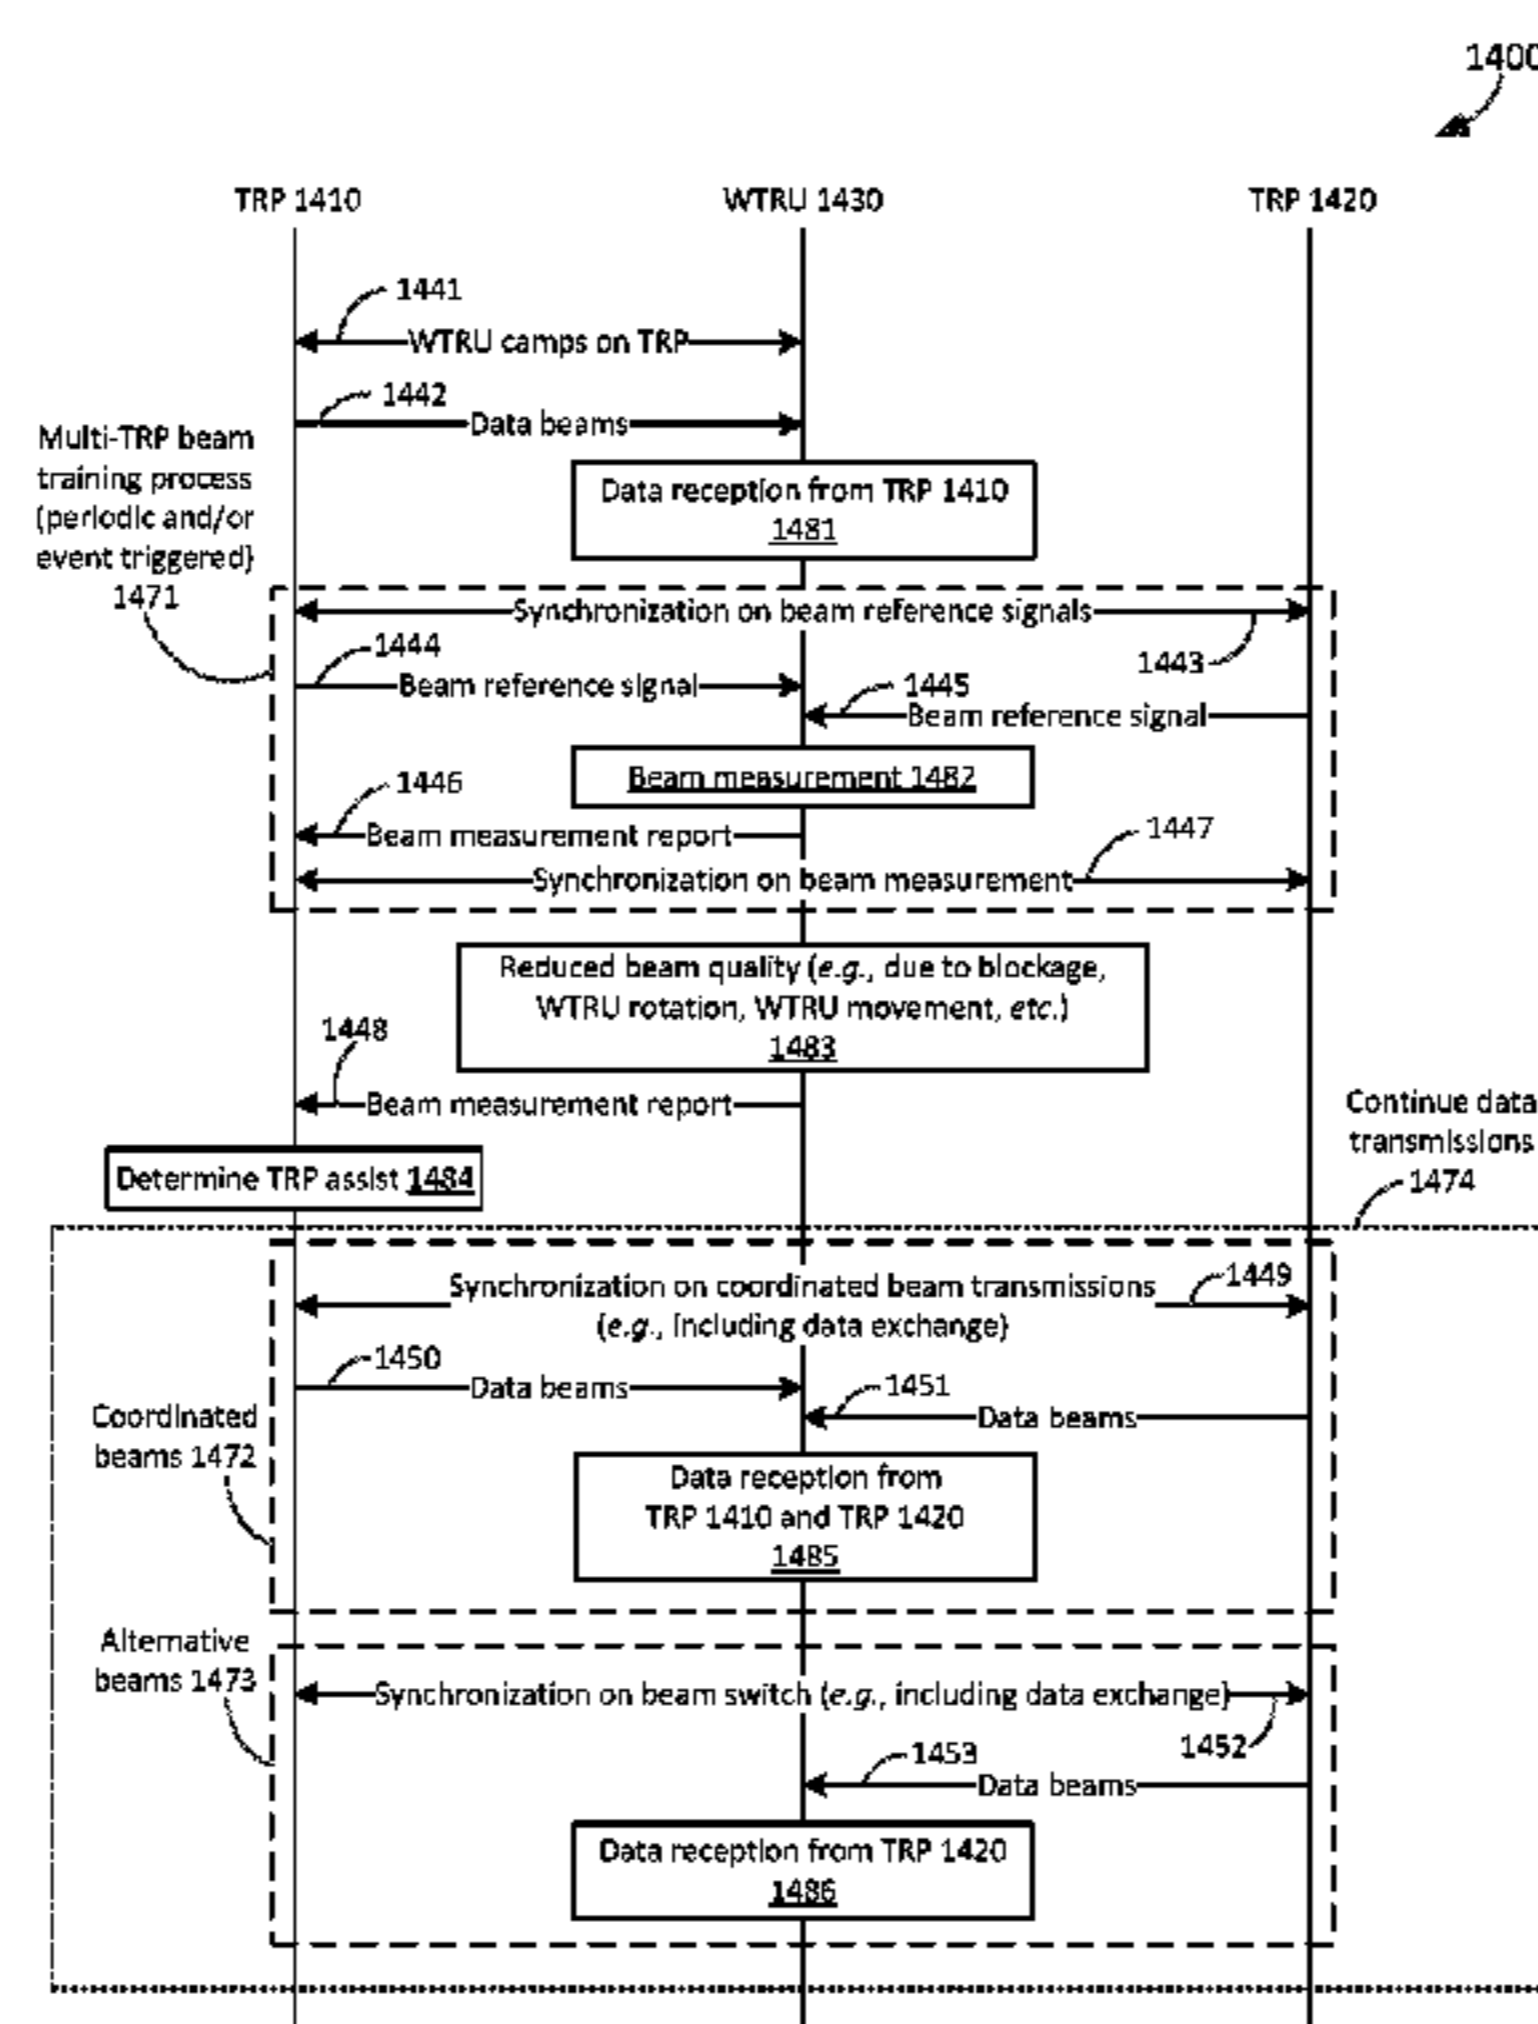 1400
TRP 1410
WTRU 1430
TRP 1420
1441
WTRU camps on TRP
1442
Data beams
Multi-TRP beam
training process
(periodic and/or
event triggered)
1471
Data reception from TRP 1410
1481
Synchronization on beam reference signals
1443
1444
Beam reference signal
1445
Beam reference signal
Beam measurement 1482
1446
Beam measurement report
1447
Synchronization on beam measurement
Reduced beam quality (e.g., due to blockage,
WTRU rotation, WTRU movement, etc.)
1483
1448
Beam measurement report
Determine TRP assist 1484
Continue data
transmissions
1474
Synchronization on coordinated beam transmissions
(e.g., including data exchange)
1449
1450
Data beams
1451
Data beams
Coordinated
beams 1472
Data reception from
TRP 1410 and TRP 1420
1485
Alternative
beams 1473
Synchronization on beam switch (e.g., including data exchange)
1452
1453
Data beams
Data reception from TRP 1420
1486